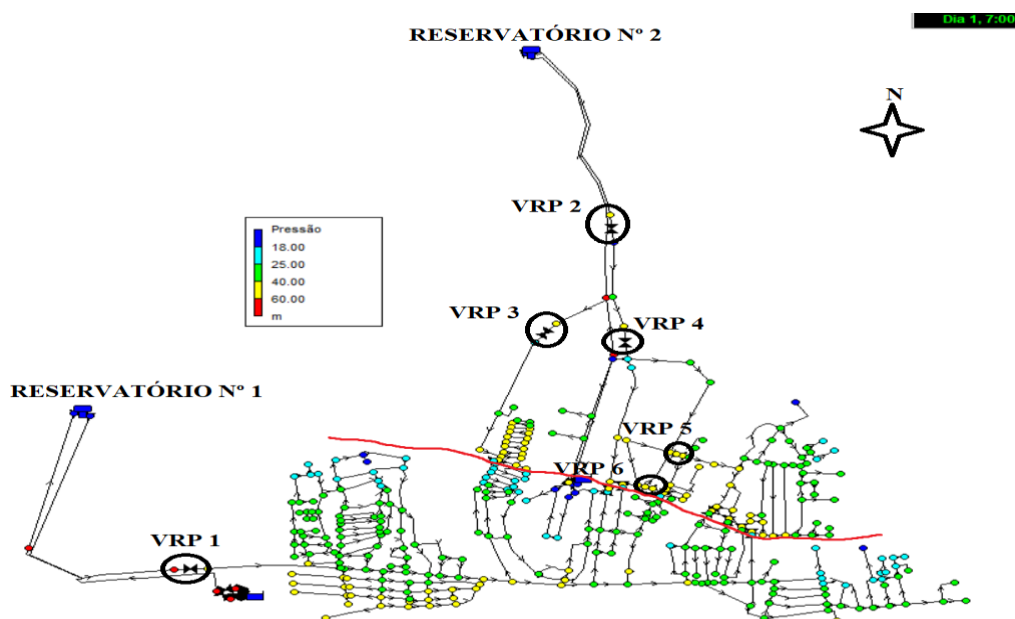 Dia 1, 7:00
RESERVATÓRIO Nº 2
N
VRP 2
Pressão
18.00
25.00
40.00
60.00
m
VRP 3
VRP 4
RESERVATÓRIO Nº 1
VRP 5
VRP 6
VRP 1